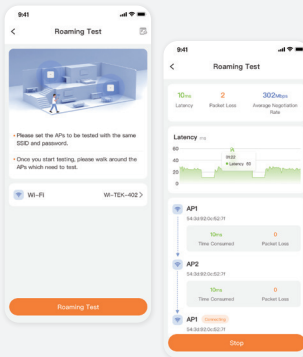 9:41
Roaming Test
• Please set the APs to be tested with the same
SSID and password.
• Once you start testing, please walk around the
APs which need to test.
Wi-Fi
WI-TEK-402 >
Roaming Test
9:41
Roaming Test
10ms
2
302Mbps
Latency
Packet Loss
Average Negotiation
Rate
Latency ms
60
40
20
0
Latency 50
AP1
10ms
0
Time Consumed
Packet Loss
AP2
10ms
0
Time Consumed
Packet Loss
AP1
Connecting
Stop